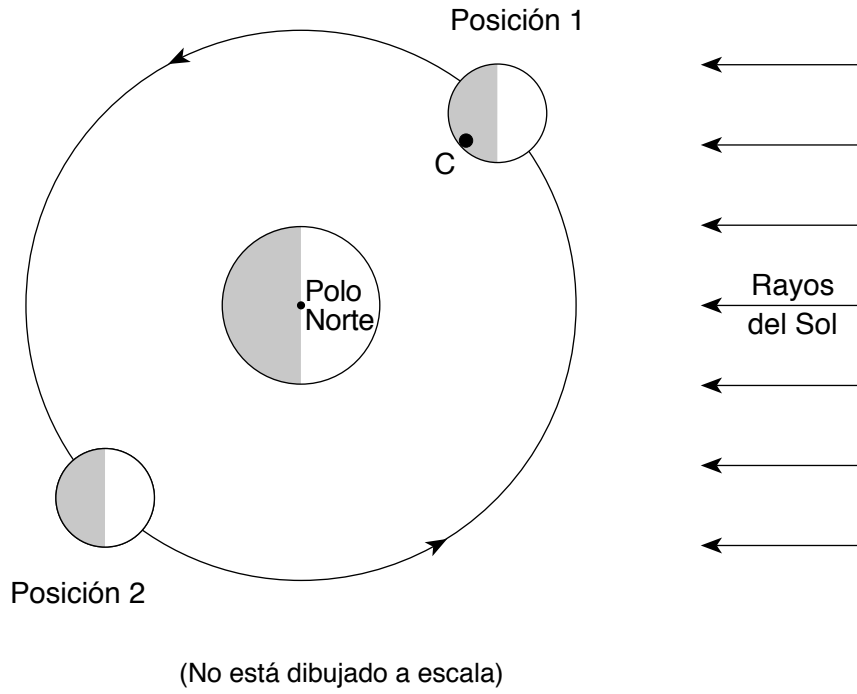 Posición 1
C
Polo
Norte
Rayos
del Sol
Posición 2
(No está dibujado a escala)